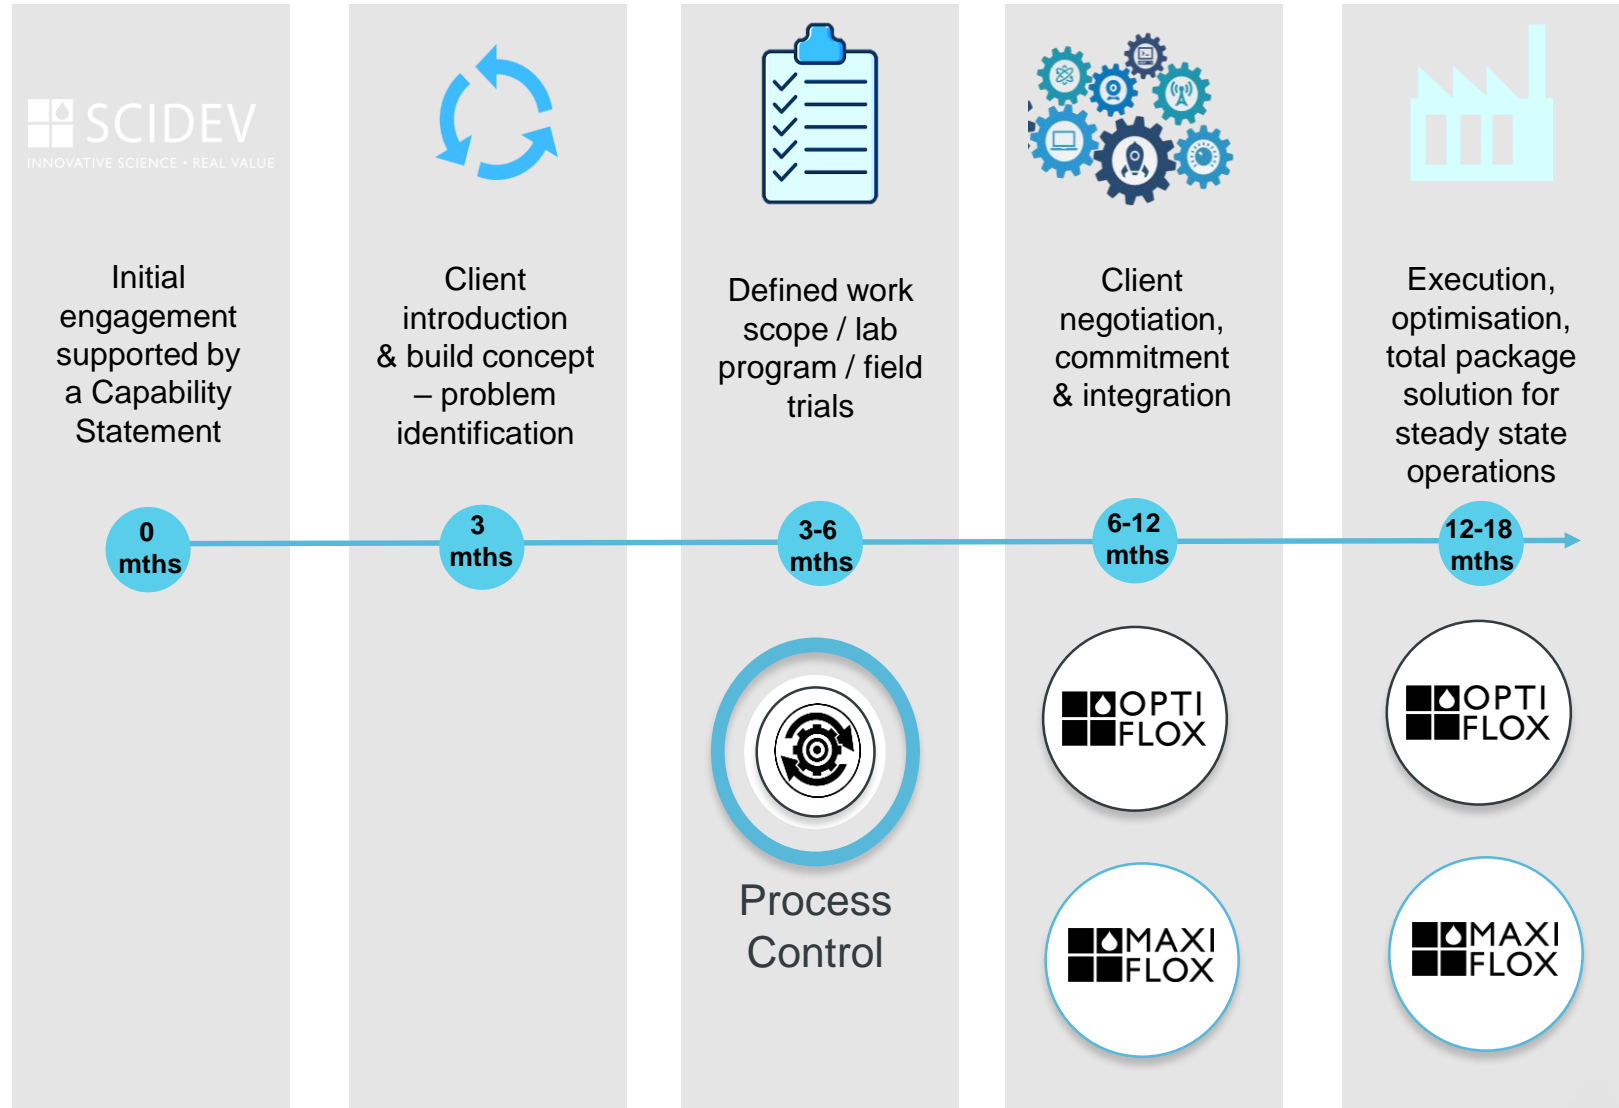 SCIDEV
INNOVATIVE SCIENCE • REAL VALUE
Initial
engagement
supported by
a Capability
Statement
0
mths
Client
introduction
& build concept
– problem
identification
3
mths
Defined work
scope / lab
program / field
trials
3-6
mths
Process
Control
Client
negotiation,
commitment
& integration
6-12
mths
OPTI
FLOX
MAXI
FLOX
Execution,
optimisation,
total package
solution for
steady state
operations
12-18
mths
OPTI
FLOX
MAXI
FLOX